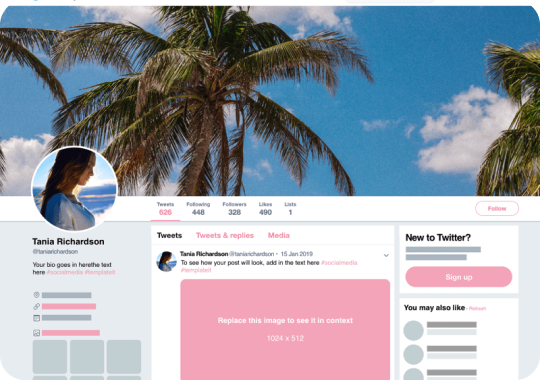 Tweets Following Followers Likes Lists
528 448 328 490 1
Follow
Tania Richardson
@taniarichardson
Your bio goes in herethe text
here #socialmedia #templated
Tweets Tweets & replies Media
Tania Richardson @taniarichardson • 15 Jan 2019
To see how your post will look, add in the text here #socialmedia
#templated
Replace this image to see it in context
1024 x 512
New to Twitter?
Sign up
You may also like - Refresh